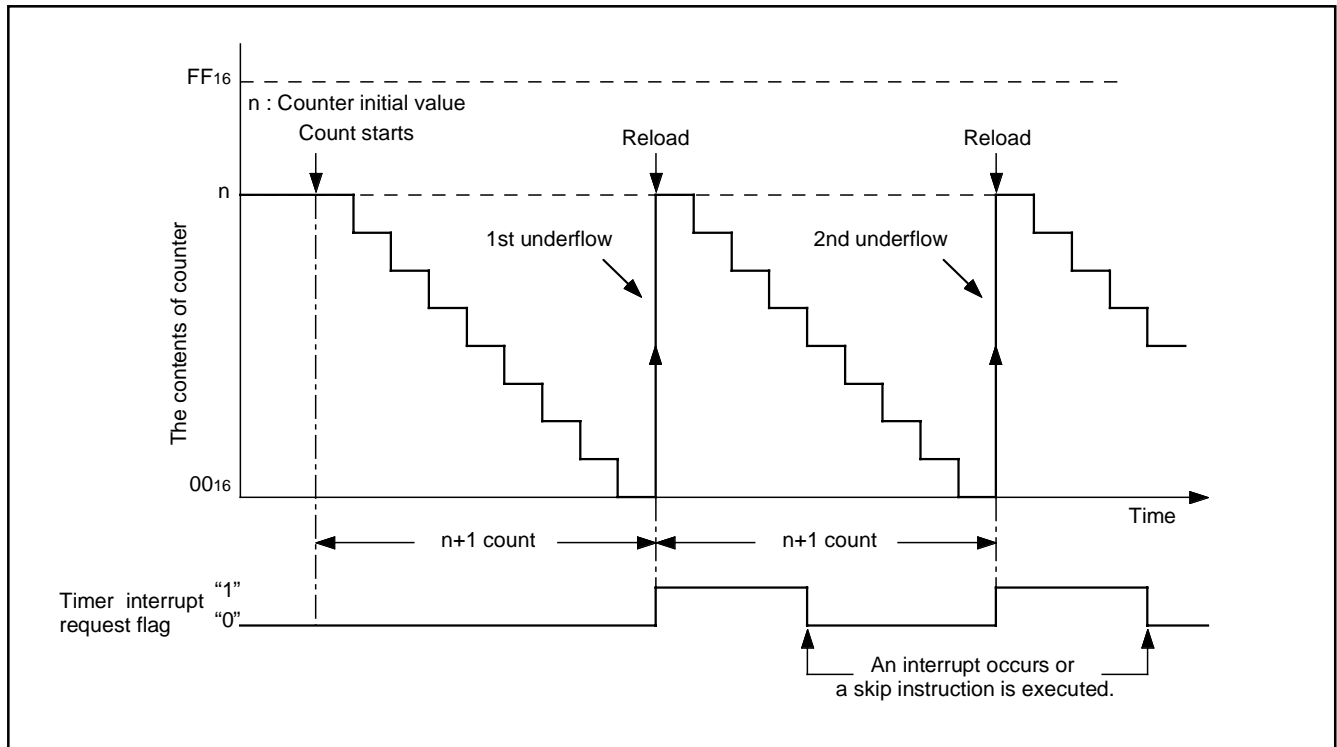 FF16
n : Counter initial value
Count starts
Reload
Reload
n
1st underflow
2nd underflow
The contents of counter
0016
Time
n+1 count
n+1 count
Timer interrupt
request flag
“1”
“0”
An interrupt occurs or
a skip instruction is executed.